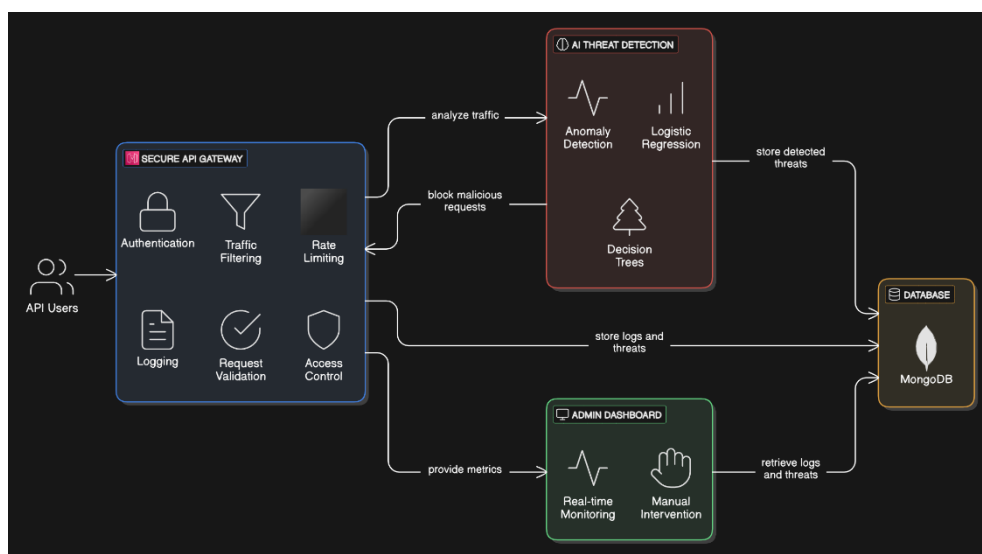 AI THREAT DETECTION
Anomaly
Detection
Logistic
Regression
Decision
Trees
analyze traffic
block malicious
requests
store detected
threats
SECURE API GATEWAY
Authentication
Traffic
Filtering
Rate
Limiting
Logging
Request
Validation
Access
Control
API Users
store logs and
threats
DATABASE
MongoDB
provide metrics
ADMIN DASHBOARD
Real-time
Monitoring
Manual
Intervention
retrieve logs
and threats